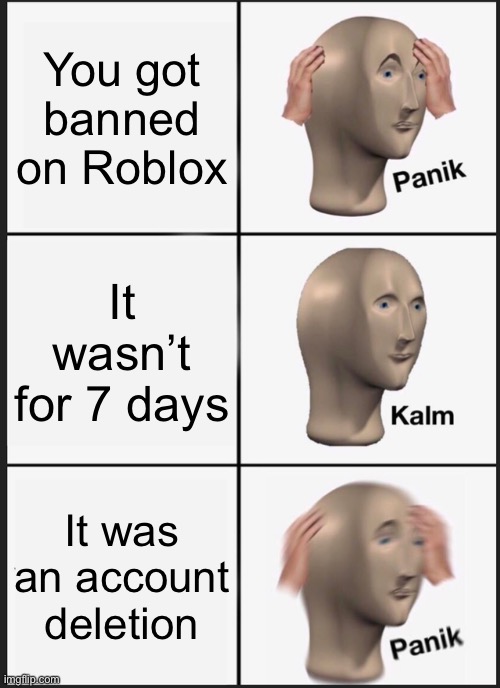 You got
banned
on Roblox
Panik
It
wasn’t
for 7 days
Kalm
It was
an account
deletion
Panik
imgflip.com